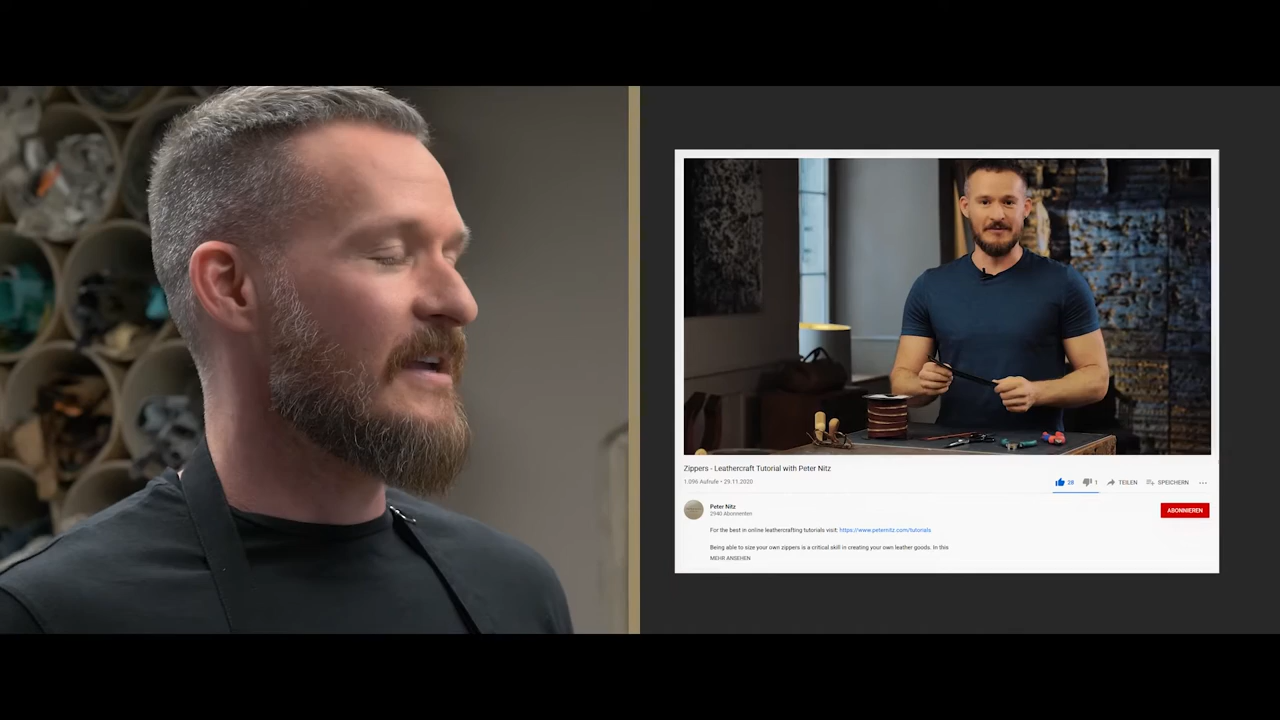 Zippers - Leathercraft Tutorial with Peter Nitz
1.096 Aufrufe • 29.11.2020
28 1 TEILEN SPEICHERN
Peter Nitz
2940 Abonnenten
ABONNIEREN
For the best in online leathercrafting tutorials visit: https://www.peternitz.com/tutorials
Being able to size your own zippers is a critical skill in creating your own leather goods. In this
MEHR ANSEHEN